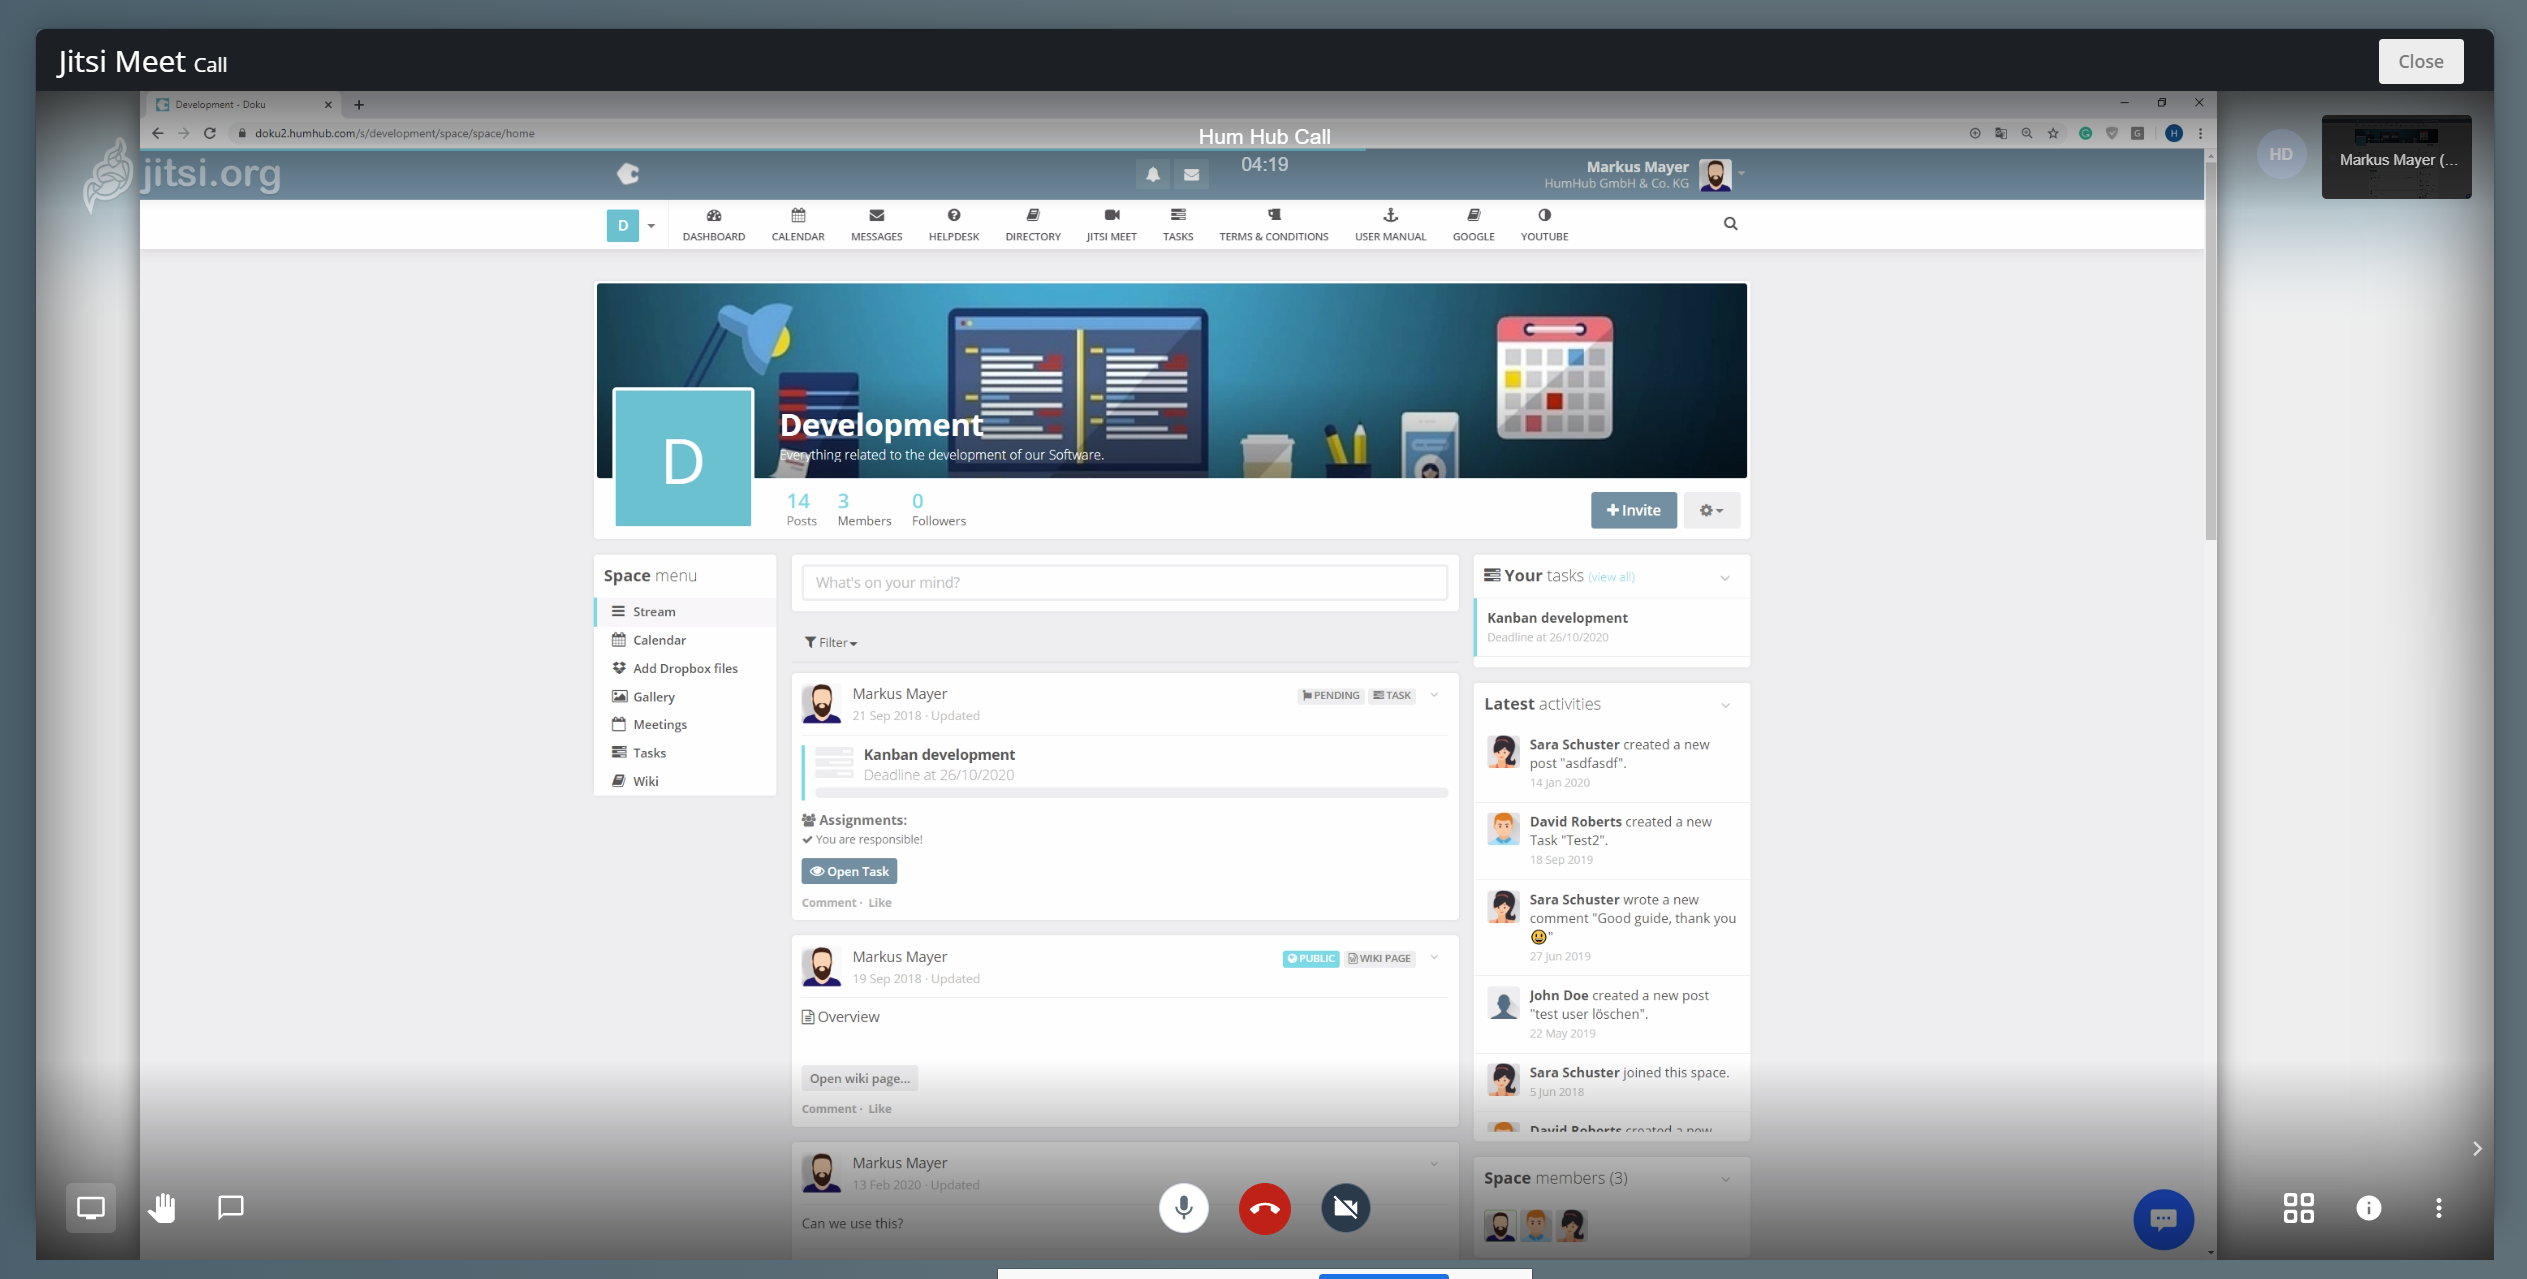 Jitsi Meet Call
Close
Development - Doku
doku2.humhub.com/s/development/space/space/home
Hum Hub Call
04:19
jitsi.org
Markus Mayer
HumHub GmbH & Co. KG
HD
Markus Mayer (...
D
DASHBOARD
CALENDAR
MESSAGES
HELPDESK
DIRECTORY
JITSI MEET
TASKS
TERMS & CONDITIONS
USER MANUAL
GOOGLE
YOUTUBE
D
Development
Everything related to the development of our Software.
14
Posts
3
Members
0
Followers
Invite
Space menu
Stream
Calendar
Add Dropbox files
Gallery
Meetings
Tasks
Wiki
What's on your mind?
Filter
Markus Mayer
21 Sep 2018 · Updated
PENDING
TASK
Kanban development
Deadline at 26/10/2020
Assignments:
You are responsible!
Open Task
Comment · Like
Markus Mayer
19 Sep 2018 · Updated
PUBLIC
WIKI PAGE
Overview
Open wiki page...
Comment · Like
Markus Mayer
13 Feb 2020 · Updated
Can we use this?
Your tasks (view all)
Kanban development
Deadline at 26/10/2020
Latest activities
Sara Schuster created a new
post "asdfasdf".
14 Jan 2020
David Roberts created a new
Task "Test2".
18 Sep 2019
Sara Schuster wrote a new
comment "Good guide, thank you
😃"
27 Jun 2019
John Doe created a new post
"test user löschen".
22 May 2019
Sara Schuster joined this space.
5 Jun 2018
David Roberts created a new
Space members (3)